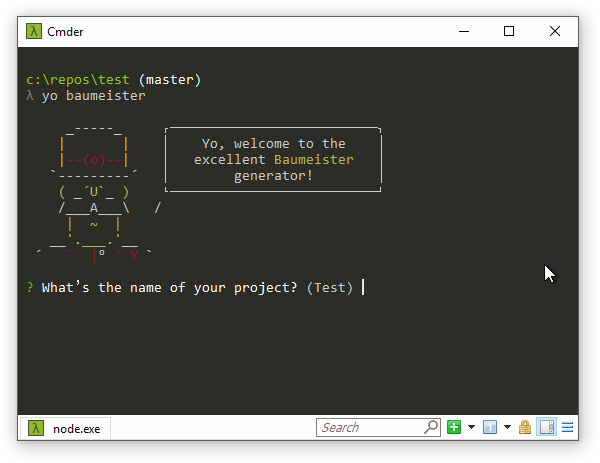 Cmder
c:\repos\test (master)
λ yo baumeister
Yo, welcome to the
excellent Baumeister
generator!
? What's the name of your project? (Test)
node.exe
Search